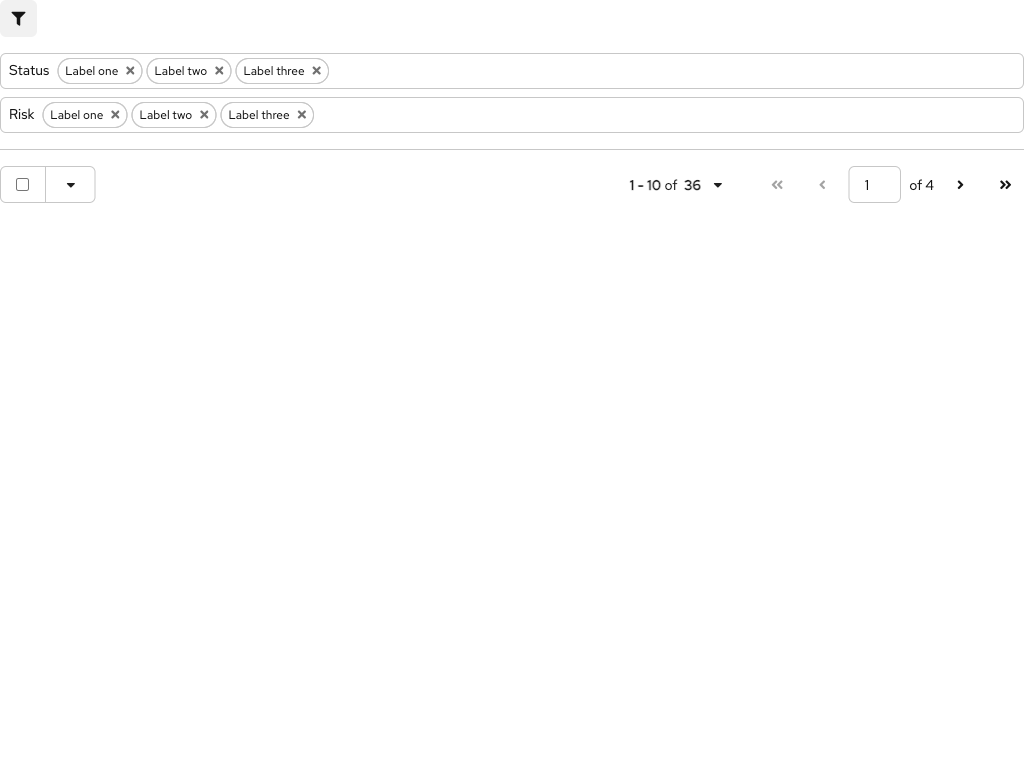 Status Label one Label two Label three
Risk Label one Label two Label three
1 - 10 of 36 1 of 4